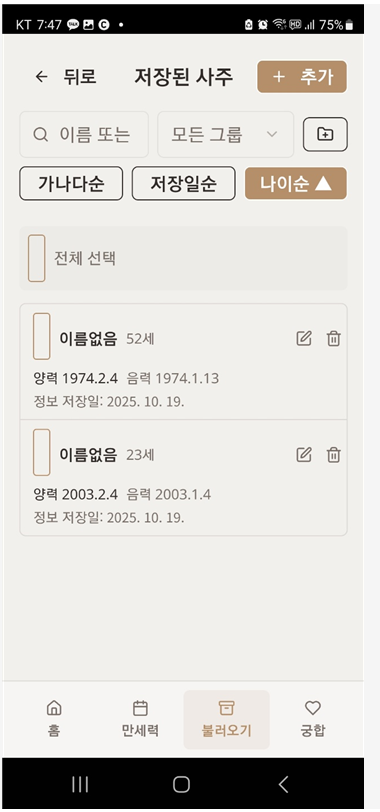 KT 7:47 75%
← 뒤로 저장된 사주 + 추가
이름 또는 모든 그룹
가나다순 저장일순 나이순 ▲
전체 선택
이름없음 52세
양력 1974.2.4 음력 1974.1.13
정보 저장일: 2025. 10. 19.
이름없음 23세
양력 2003.2.4 음력 2003.1.4
정보 저장일: 2025. 10. 19.
홈 만세력 불러오기 궁합